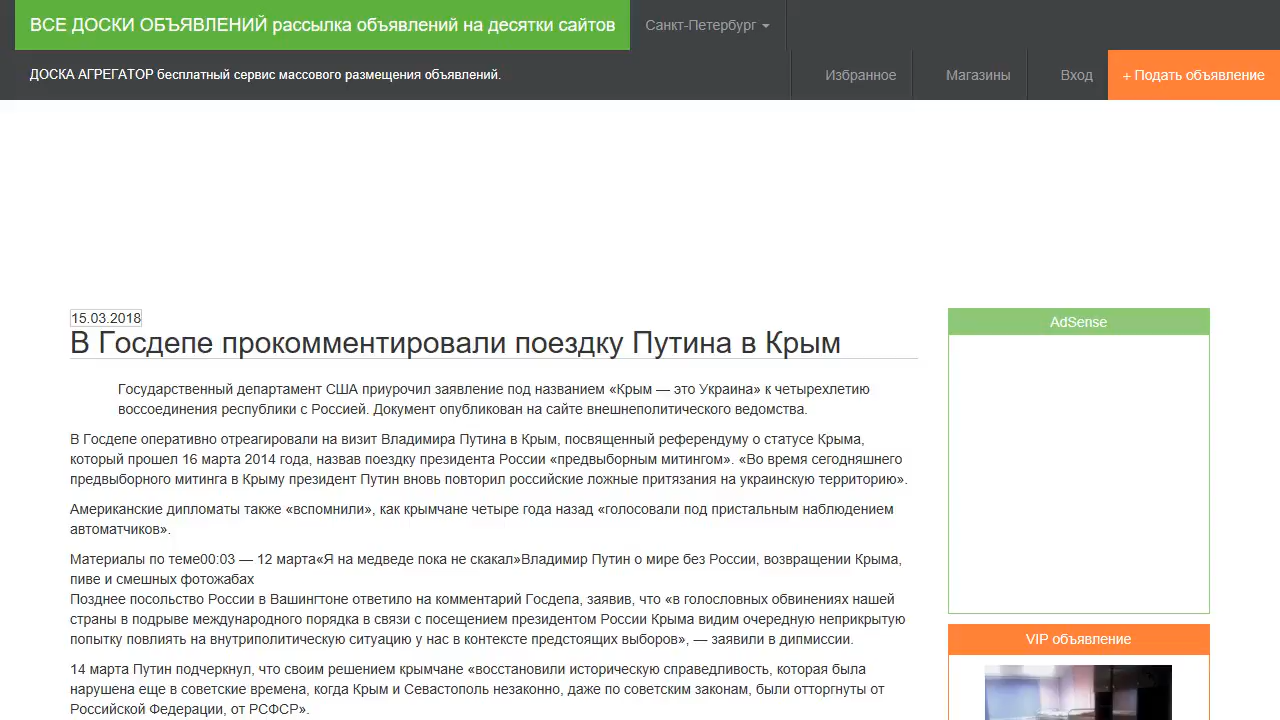 ВСЕ ДОСКИ ОБЪЯВЛЕНИЙ рассылка объявлений на десятки сайтов
Санкт-Петербург
ДОСКА АГРЕГАТОР бесплатный сервис массового размещения объявлений.
Избранное
Магазины
Вход
+ Подать объявление
15.03.2018
В Госдепе прокомментировали поездку Путина в Крым
Государственный департамент США приурочил заявление под названием «Крым — это Украина» к четырехлетию
воссоединения республики с Россией. Документ опубликован на сайте внешнеполитического ведомства.
В Госдепе оперативно отреагировали на визит Владимира Путина в Крым, посвященный референдуму о статусе Крыма,
который прошел 16 марта 2014 года, назвав поездку президента России «предвыборным митингом». «Во время сегодняшнего
предвыборного митинга в Крыму президент Путин вновь повторил российские ложные притязания на украинскую территорию».
Американские дипломаты также «вспомнили», как крымчане четыре года назад «голосовали под пристальным наблюдением
автоматчиков».
Материалы по теме00:03 — 12 марта«Я на медведе пока не скакал»Владимир Путин о мире без России, возвращении Крыма,
пиве и смешных фотожабах
Позднее посольство России в Вашингтоне ответило на комментарий Госдепа, заявив, что «в голословных обвинениях нашей
страны в подрыве международного порядка в связи с посещением президентом России Крыма видим очередную неприкрытую
попытку повлиять на внутриполитическую ситуацию у нас в контексте предстоящих выборов», — заявили в дипмиссии.
14 марта Путин подчеркнул, что своим решением крымчане «восстановили историческую справедливость, которая была
нарушена еще в советские времена, когда Крым и Севастополь незаконно, даже по советским законам, были отторгнуты от
Российской Федерации, от РСФСР».
AdSense
VIP объявление